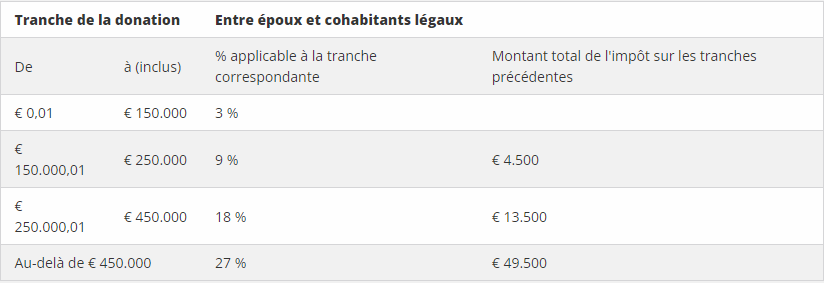 Tranche de la donation Entre époux et cohabitants légaux
De à (inclus) % applicable à la tranche correspondante Montant total de l'impôt sur les tranches précédentes
€ 0,01 € 150.000 3 %
€ 150.000,01 € 250.000 9 % € 4.500
€ 250.000,01 € 450.000 18 % € 13.500
Au-delà de € 450.000 27 % € 49.500